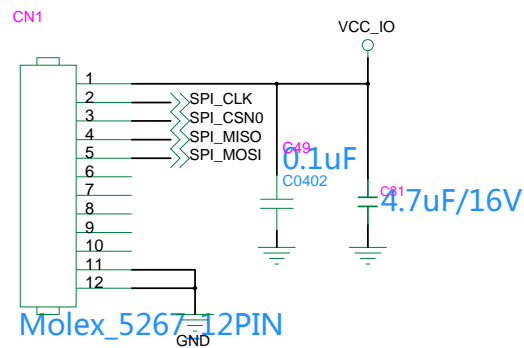 CN1
VCC_IO
1
2 SPI_CLK
3 SPI_CSN0
4 SPI_MISO
5 SPI_MOSI
6
7
8
9
10
11
12
C49
0.1uF
C0402
C31
4.7uF/16V
Molex_5267_12PIN
GND